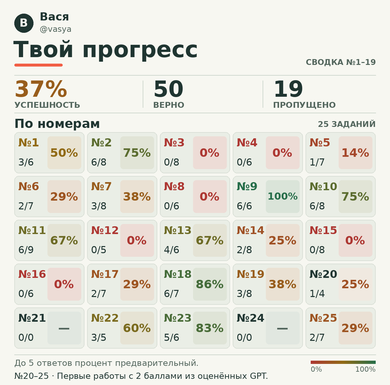 В Вася
@vasya
Твой прогресс
СВОДКА №1–19
37% 50 19
УСПЕШНОСТЬ ВЕРНО ПРОПУЩЕНО
По номерам 25 ЗАДАНИЙ
№1 3/6 50%
№2 6/8 75%
№3 0/8 0%
№4 0/6 0%
№5 1/7 14%
№6 2/7 29%
№7 3/8 38%
№8 0/6 0%
№9 6/6 100%
№10 6/8 75%
№11 6/9 67%
№12 0/5 0%
№13 4/6 67%
№14 2/8 25%
№15 0/8 0%
№16 0/6 0%
№17 2/7 29%
№18 6/7 86%
№19 3/8 38%
№20 1/4 25%
№21 0/0 —
№22 3/5 60%
№23 5/6 83%
№24 0/0 —
№25 2/7 29%
До 5 ответов процент предварительный.
0% 100%
№20–25 · Первые работы с 2 баллами из оценённых GPT.